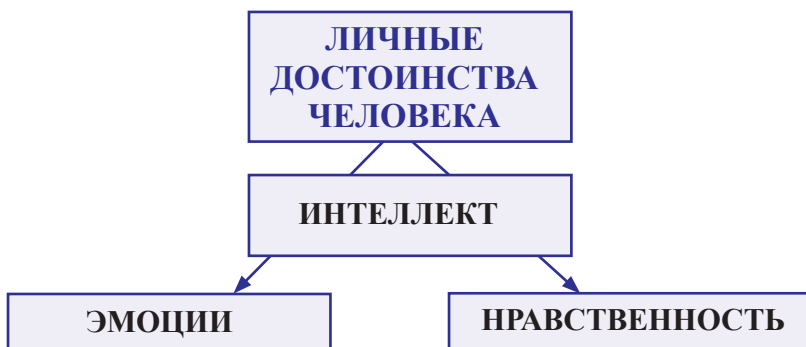 ЛИЧНЫЕ
ДОСТОИНСТВА
ЧЕЛОВЕКА
ИНТЕЛЛЕКТ
ЭМОЦИИ
НРАВСТВЕННОСТЬ